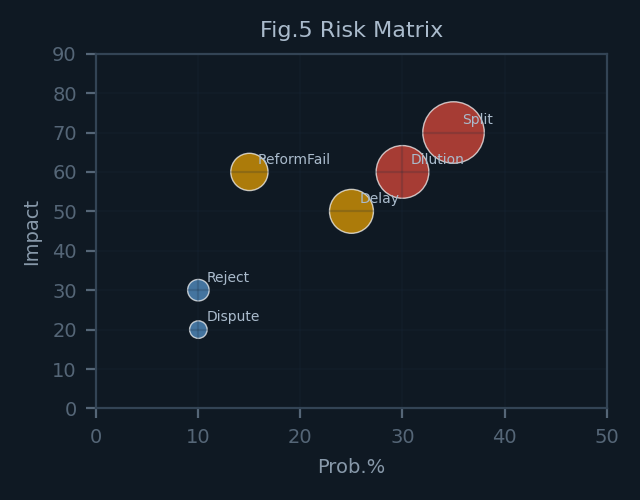 Fig.5 Risk Matrix
90
80
70
60
50
40
30
20
10
0
Impact
Split
Dilution
ReformFail
Delay
Reject
Dispute
0 10 20 30 40 50
Prob.%